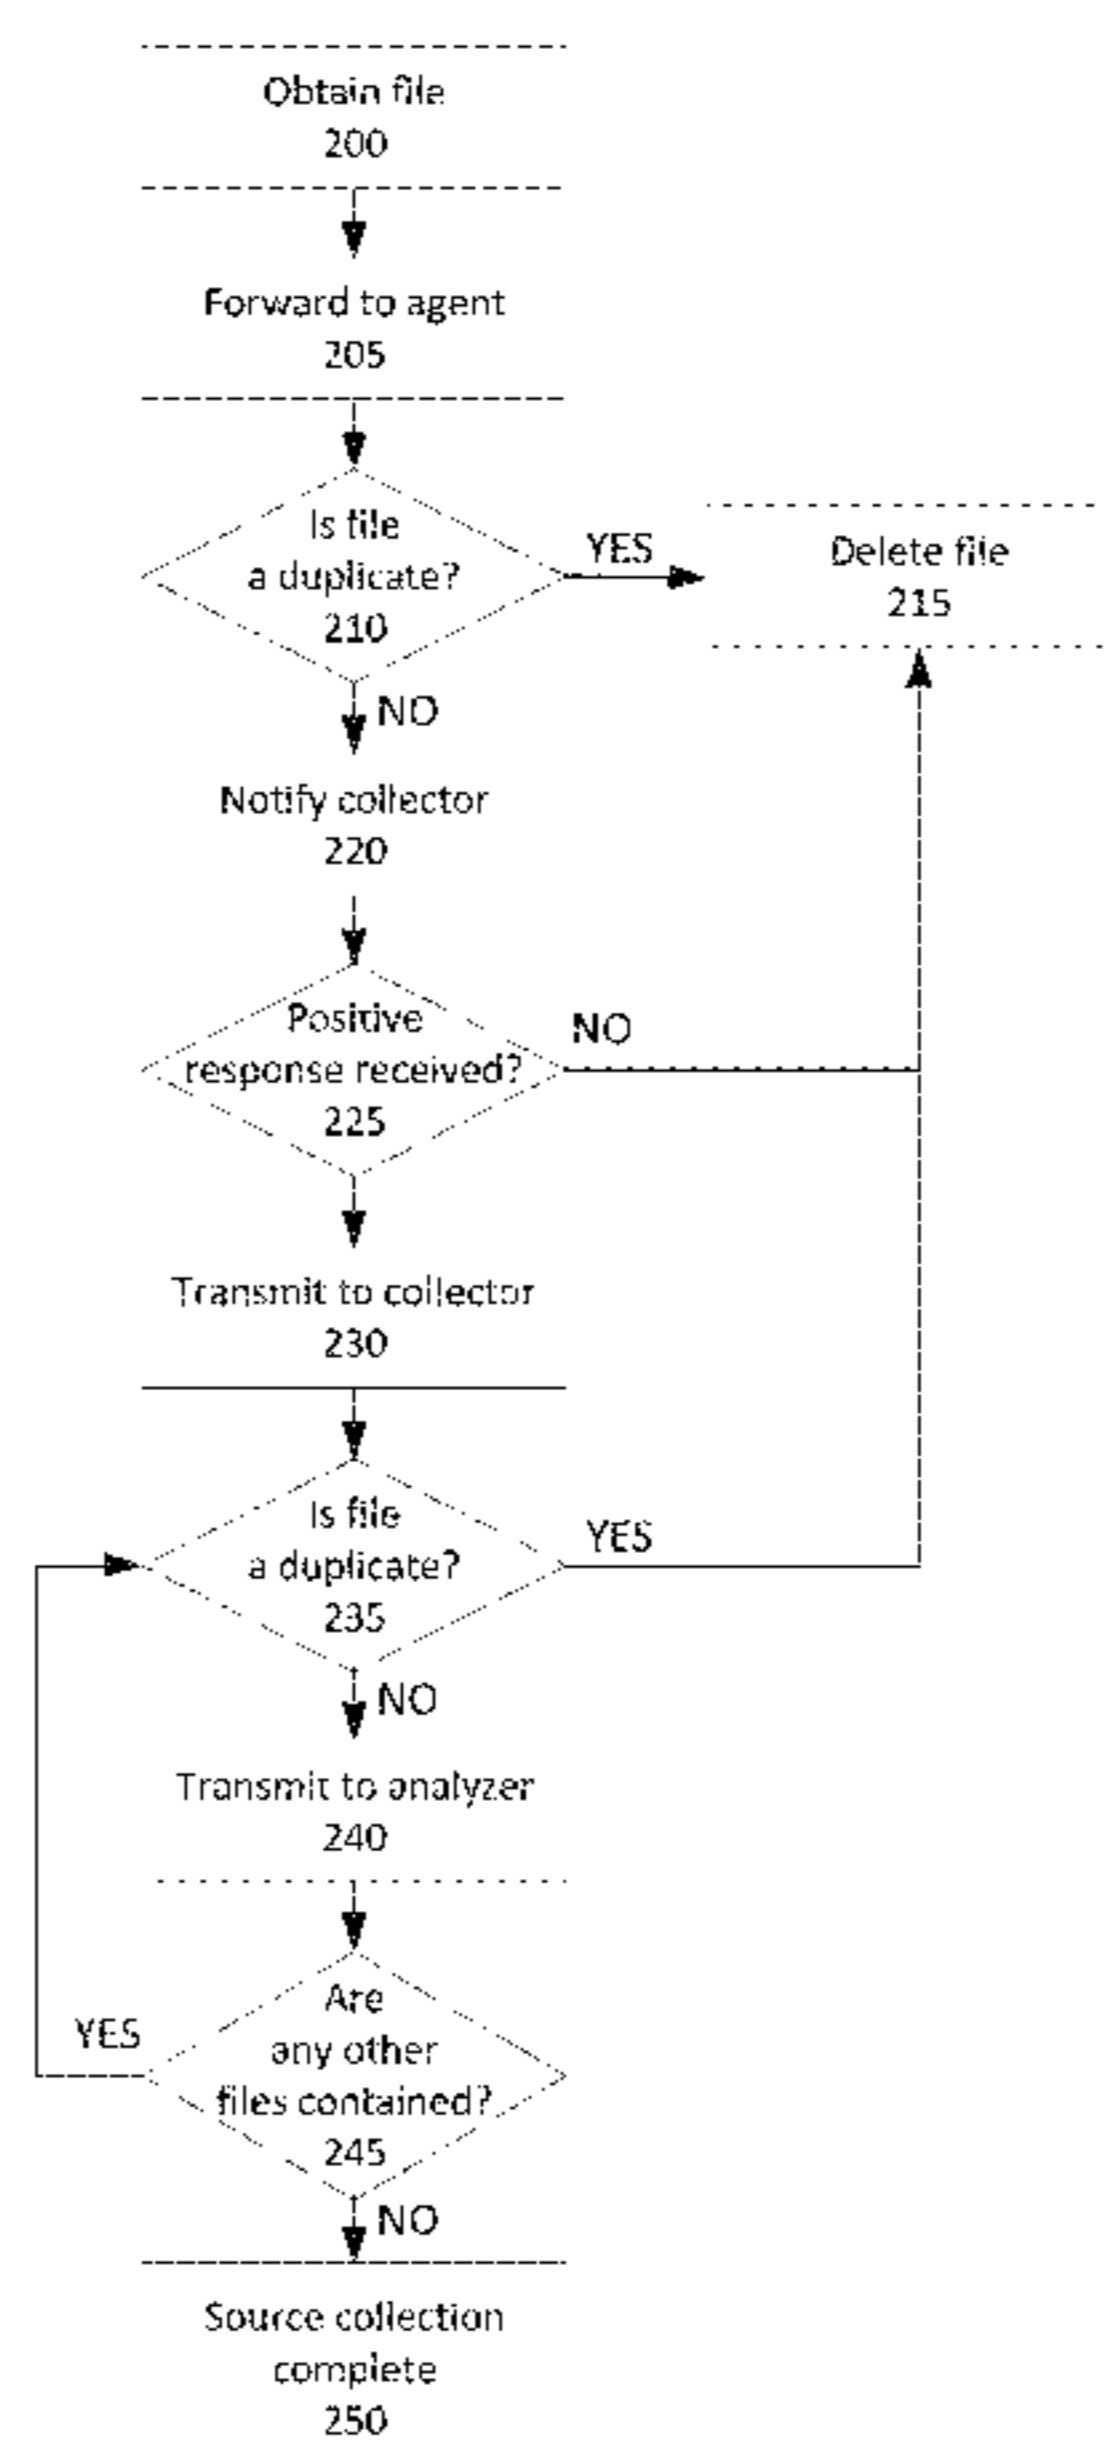 Obtain file
200
Forward to agent
205
Is file
a duplicate?
210
YES
Delete file
215
NO
Notify collector
220
Positive
response received?
225
NO
Transmit to collector
230
Is file
a duplicate?
235
YES
NO
Transmit to analyzer
240
Are
any other
files contained?
245
YES
NO
Source collection
complete
250